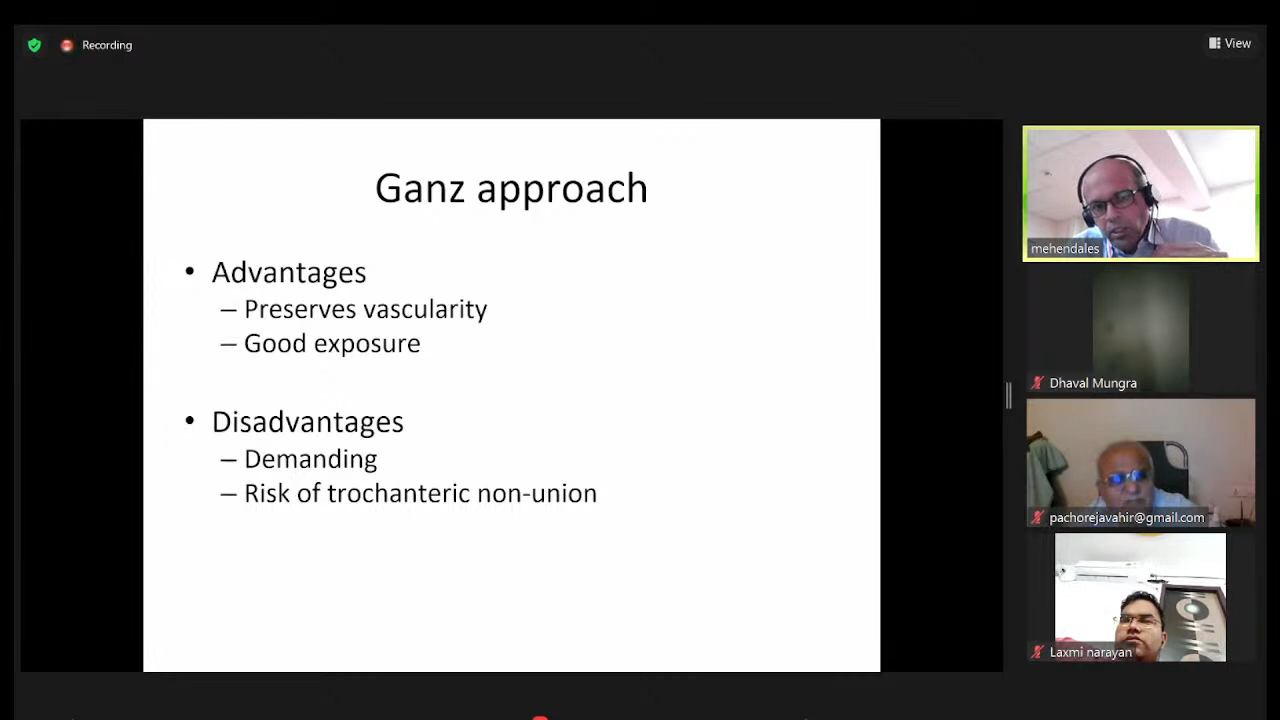 Recording
View
Ganz approach
• Advantages
– Preserves vascularity
– Good exposure
• Disadvantages
– Demanding
– Risk of trochanteric non-union
mehendales
Dhaval Mungra
pachorejavahir@gmail.com
Laxmi narayan